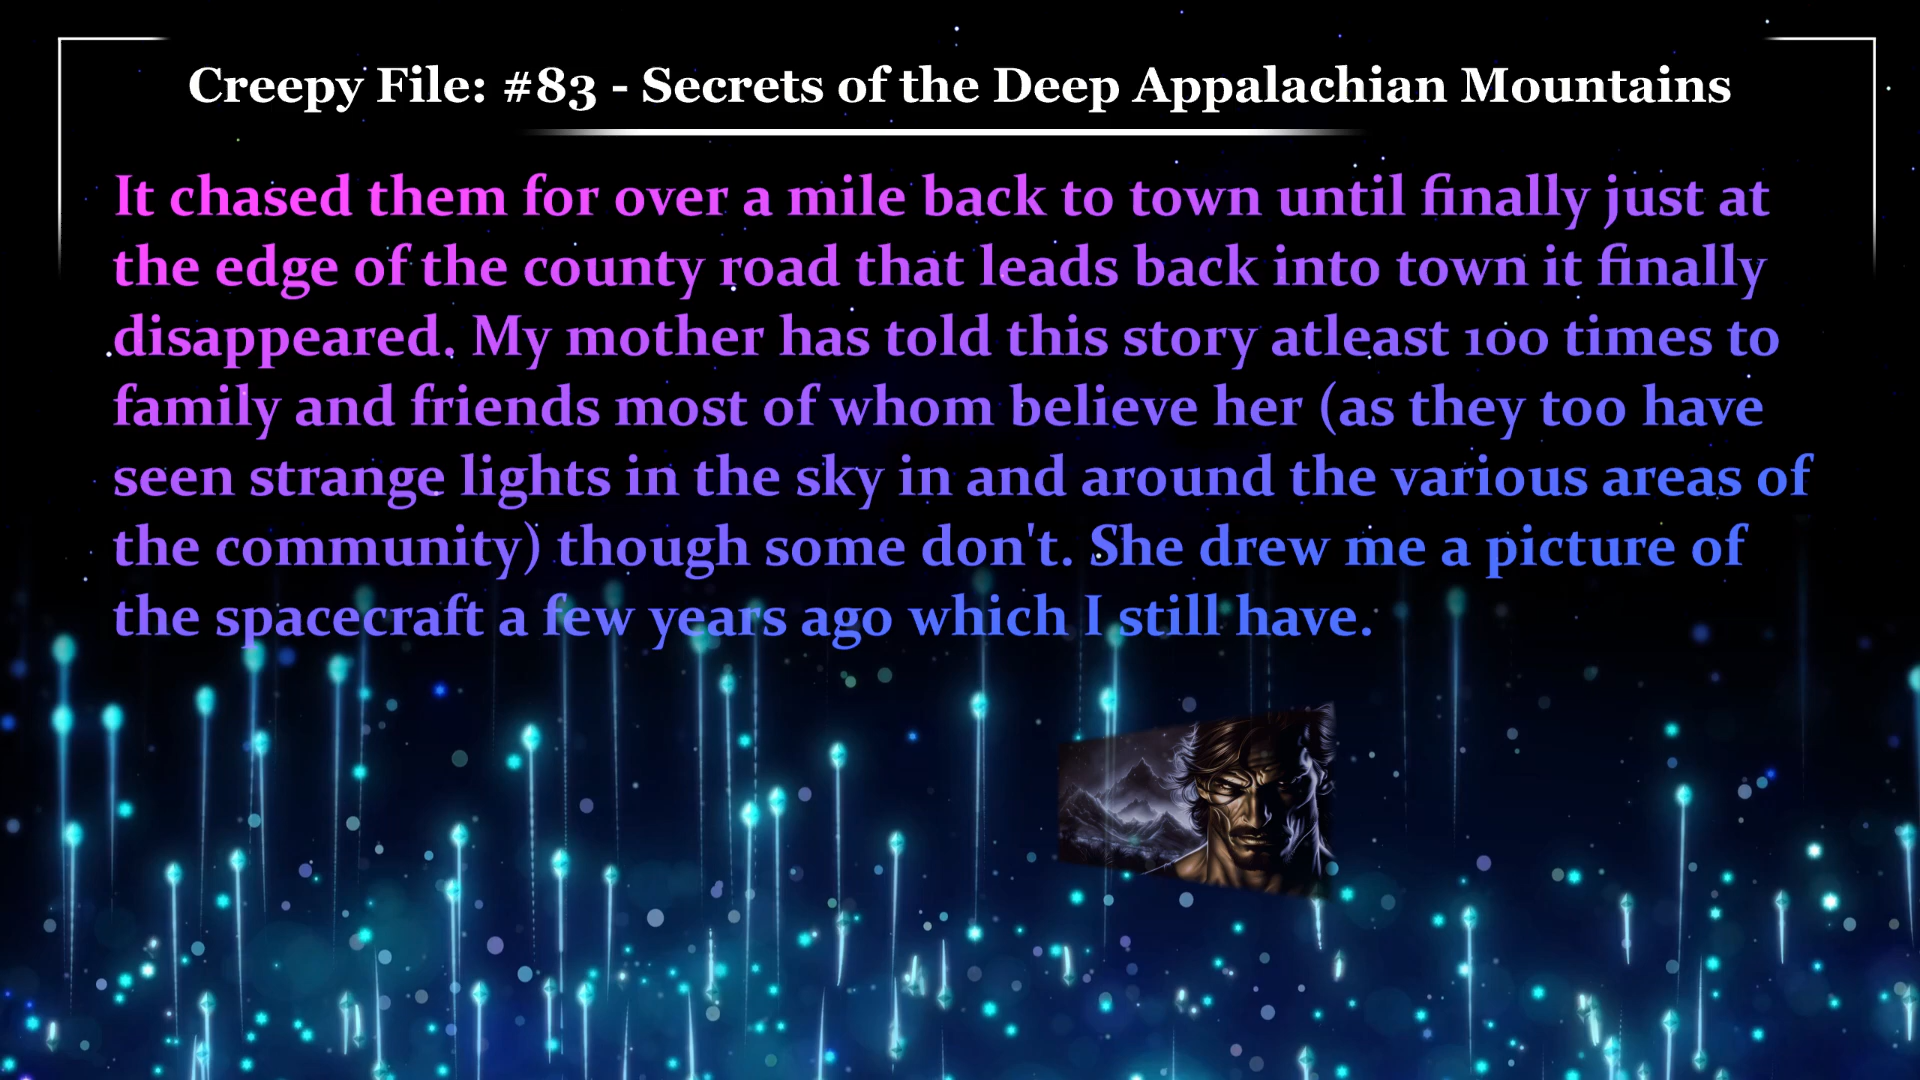 Creepy File: #83 - Secrets of the Deep Appalachian Mountains
It chased them for over a mile back to town until finally just at
the edge of the county road that leads back into town it finally
disappeared. My mother has told this story atleast 100 times to
family and friends most of whom believe her (as they too have
seen strange lights in the sky in and around the various areas of
the community) though some don't. She drew me a picture of
the spacecraft a few years ago which I still have.